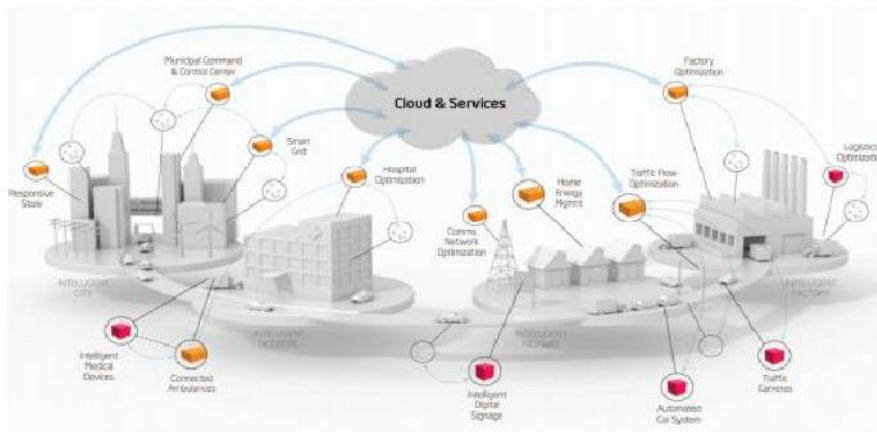 Municipal Command
& Control Center
Cloud & Services
Factory
Optimization
Smart
Grid
Logistics
Optimization
Hospital
Optimization
Home
Energy
Mgmnt
Traffic Flow
Optimization
Responsive
Store
Comms
Network
Optimization
INTELLIGENT
CITY
INTELLIGENT
HOSPITAL
INTELLIGENT
INTELLIGENT
FACTORY
Intelligent
Medical
Devices
Connected
Ambulances
Intelligent
Digital
Signage
Automated
Car System
Traffic
Cameras